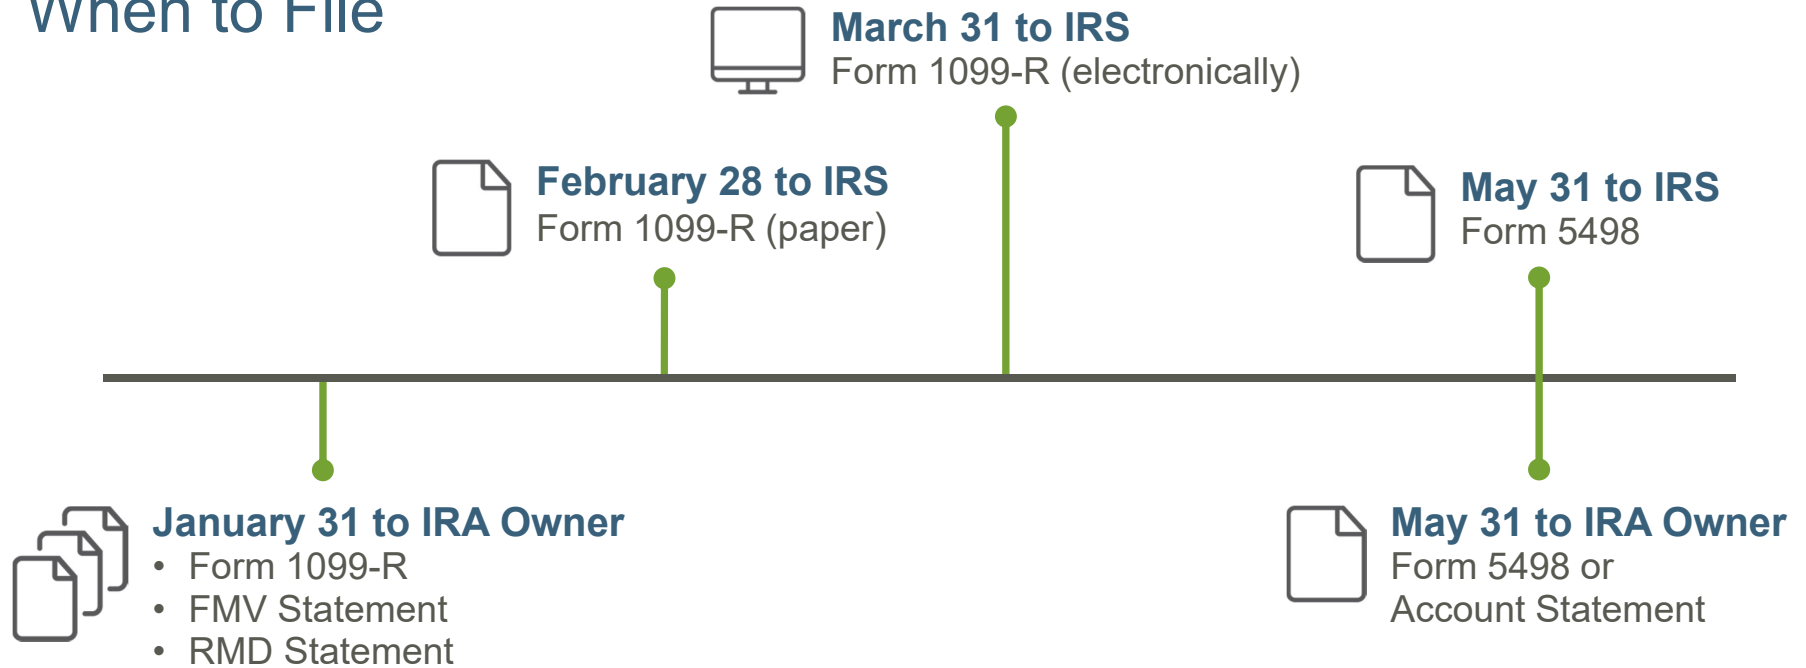 When to File
March 31 to IRS
Form 1099-R (electronically)
February 28 to IRS
Form 1099-R (paper)
May 31 to IRS
Form 5498
January 31 to IRA Owner
• Form 1099-R
• FMV Statement
• RMD Statement
May 31 to IRA Owner
Form 5498 or
Account Statement